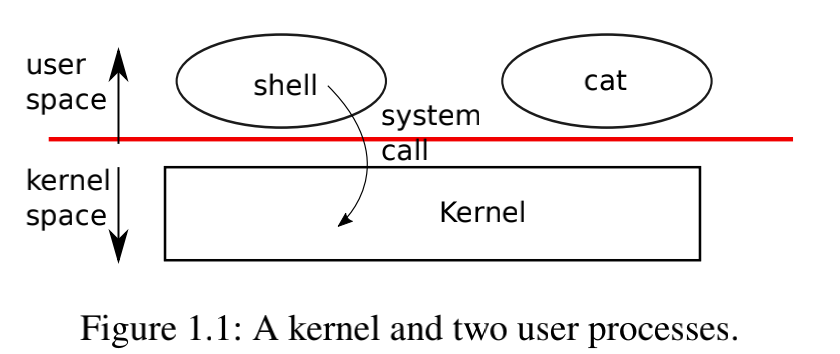 user
space
shell
cat
system
call
kernel
space
Kernel
Figure 1.1: A kernel and two user processes.